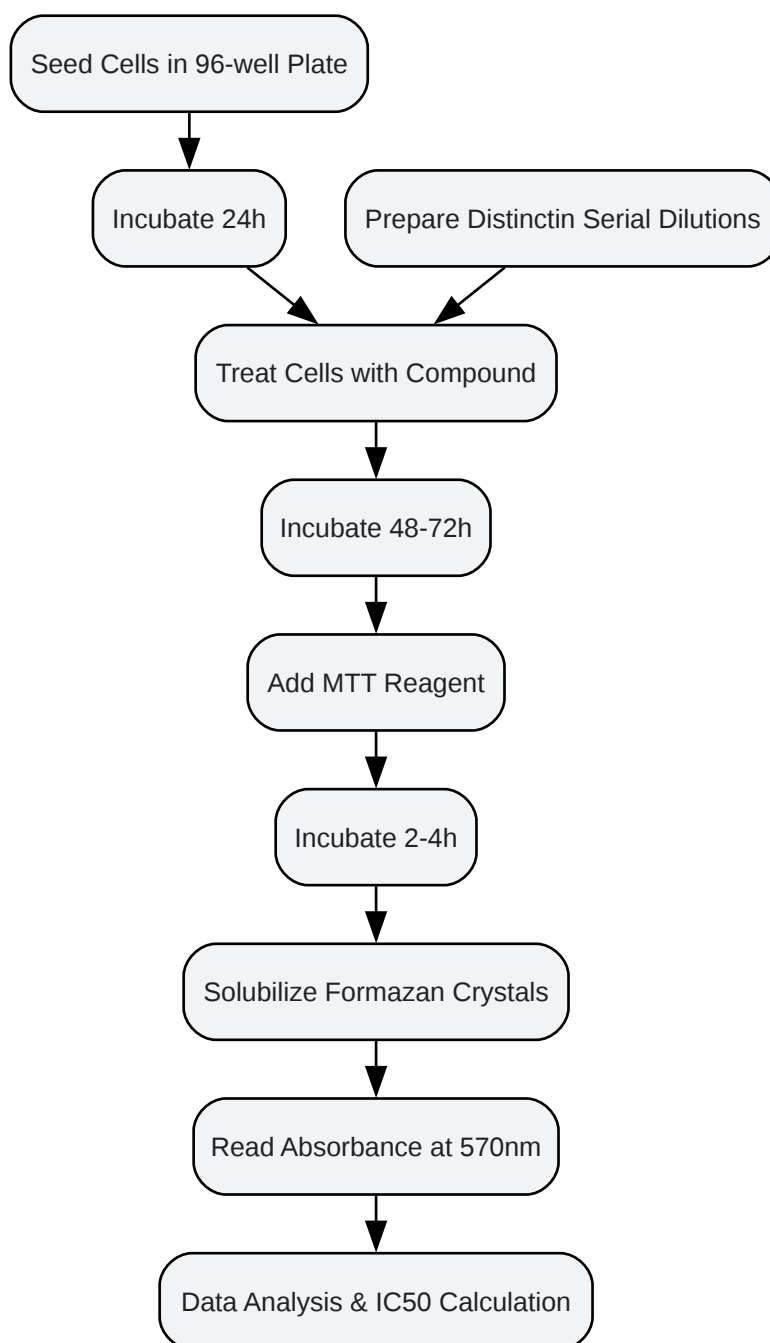 Seed Cells in 96-well Plate
Incubate 24h
Prepare Distinctin Serial Dilutions
Treat Cells with Compound
Incubate 48-72h
Add MTT Reagent
Incubate 2-4h
Solubilize Formazan Crystals
Read Absorbance at 570nm
Data Analysis & IC50 Calculation